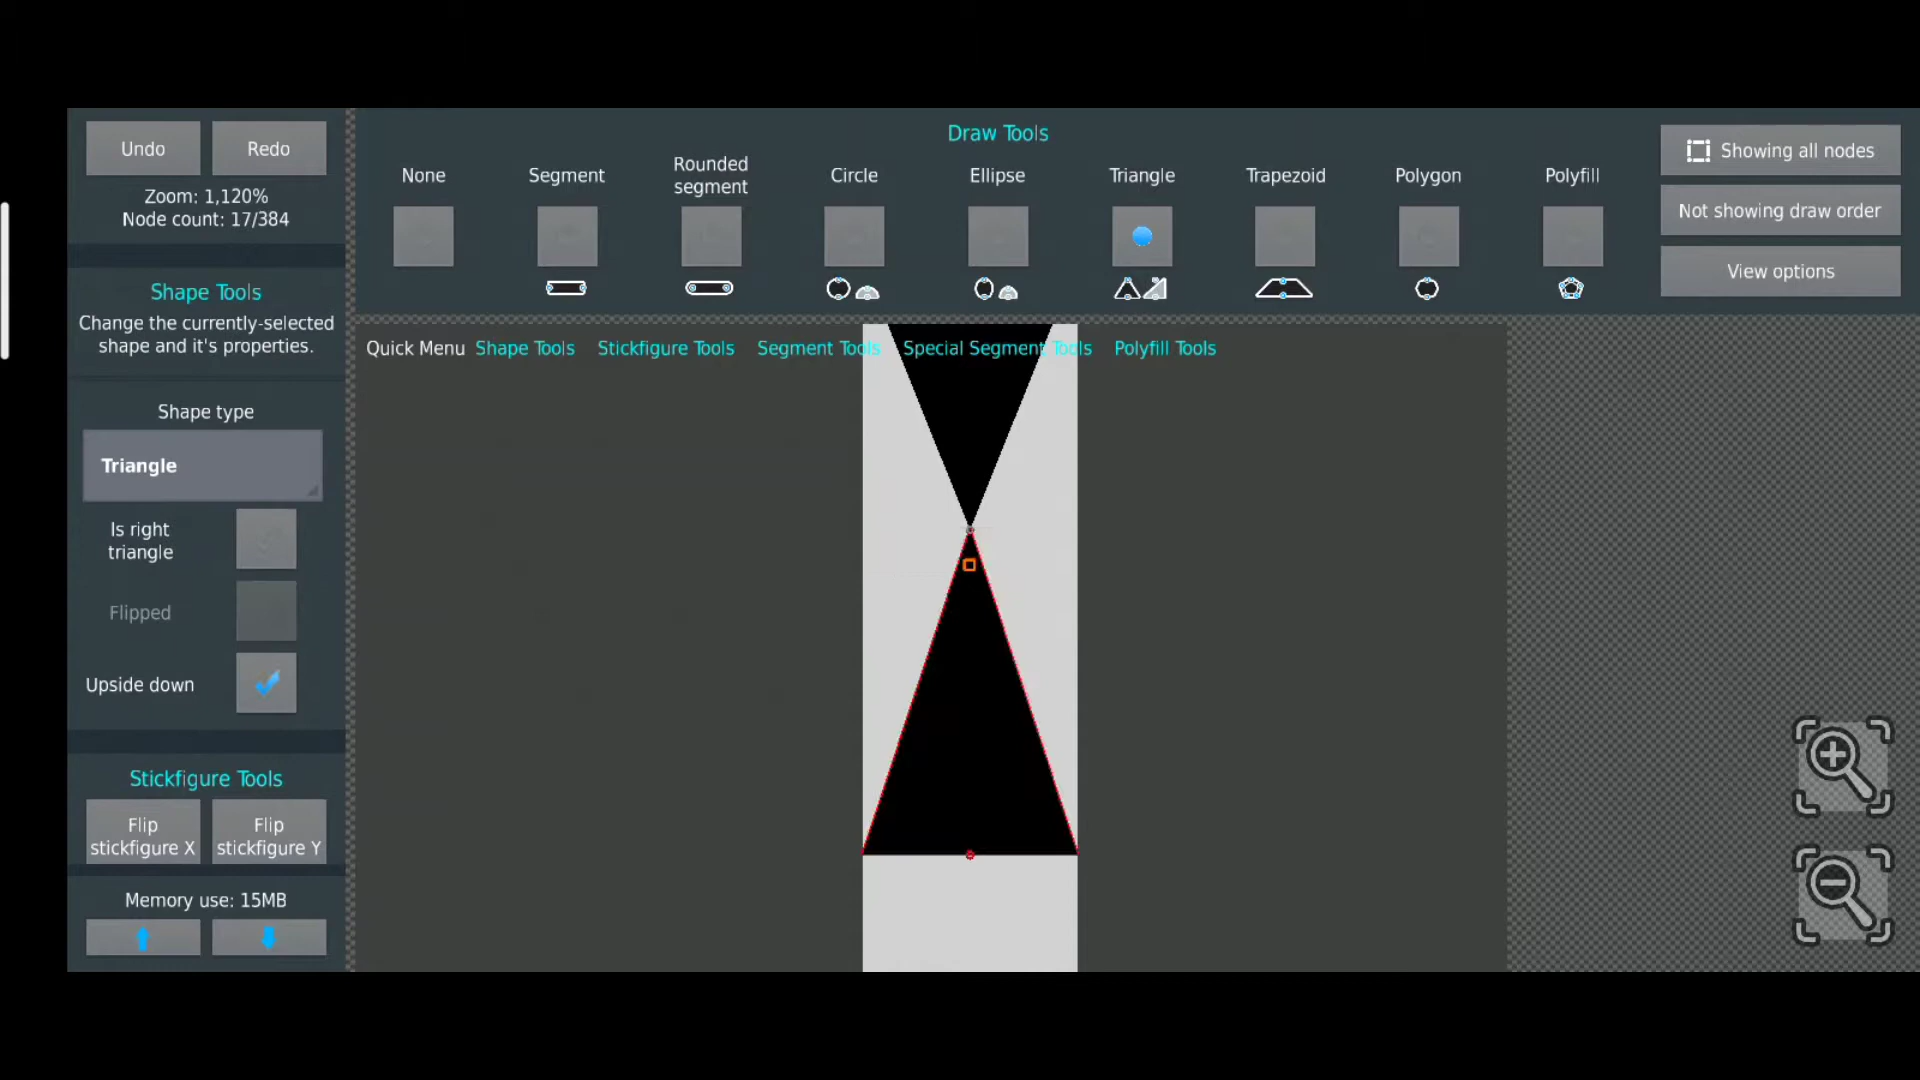 Undo
Redo
Zoom: 1,120%
Node count: 17/384
Shape Tools
Change the currently-selected
shape and it's properties.
Shape type
Triangle
Is right
triangle
Flipped
Upside down
Stickfigure Tools
Flip
stickfigure X
Flip
stickfigure Y
Memory use: 15MB
Draw Tools
None
Segment
Rounded
segment
Circle
Ellipse
Triangle
Trapezoid
Polygon
Polyfill
Showing all nodes
Not showing draw order
View options
Quick Menu Shape Tools Stickfigure Tools Segment Tools Special Segment Tools Polyfill Tools